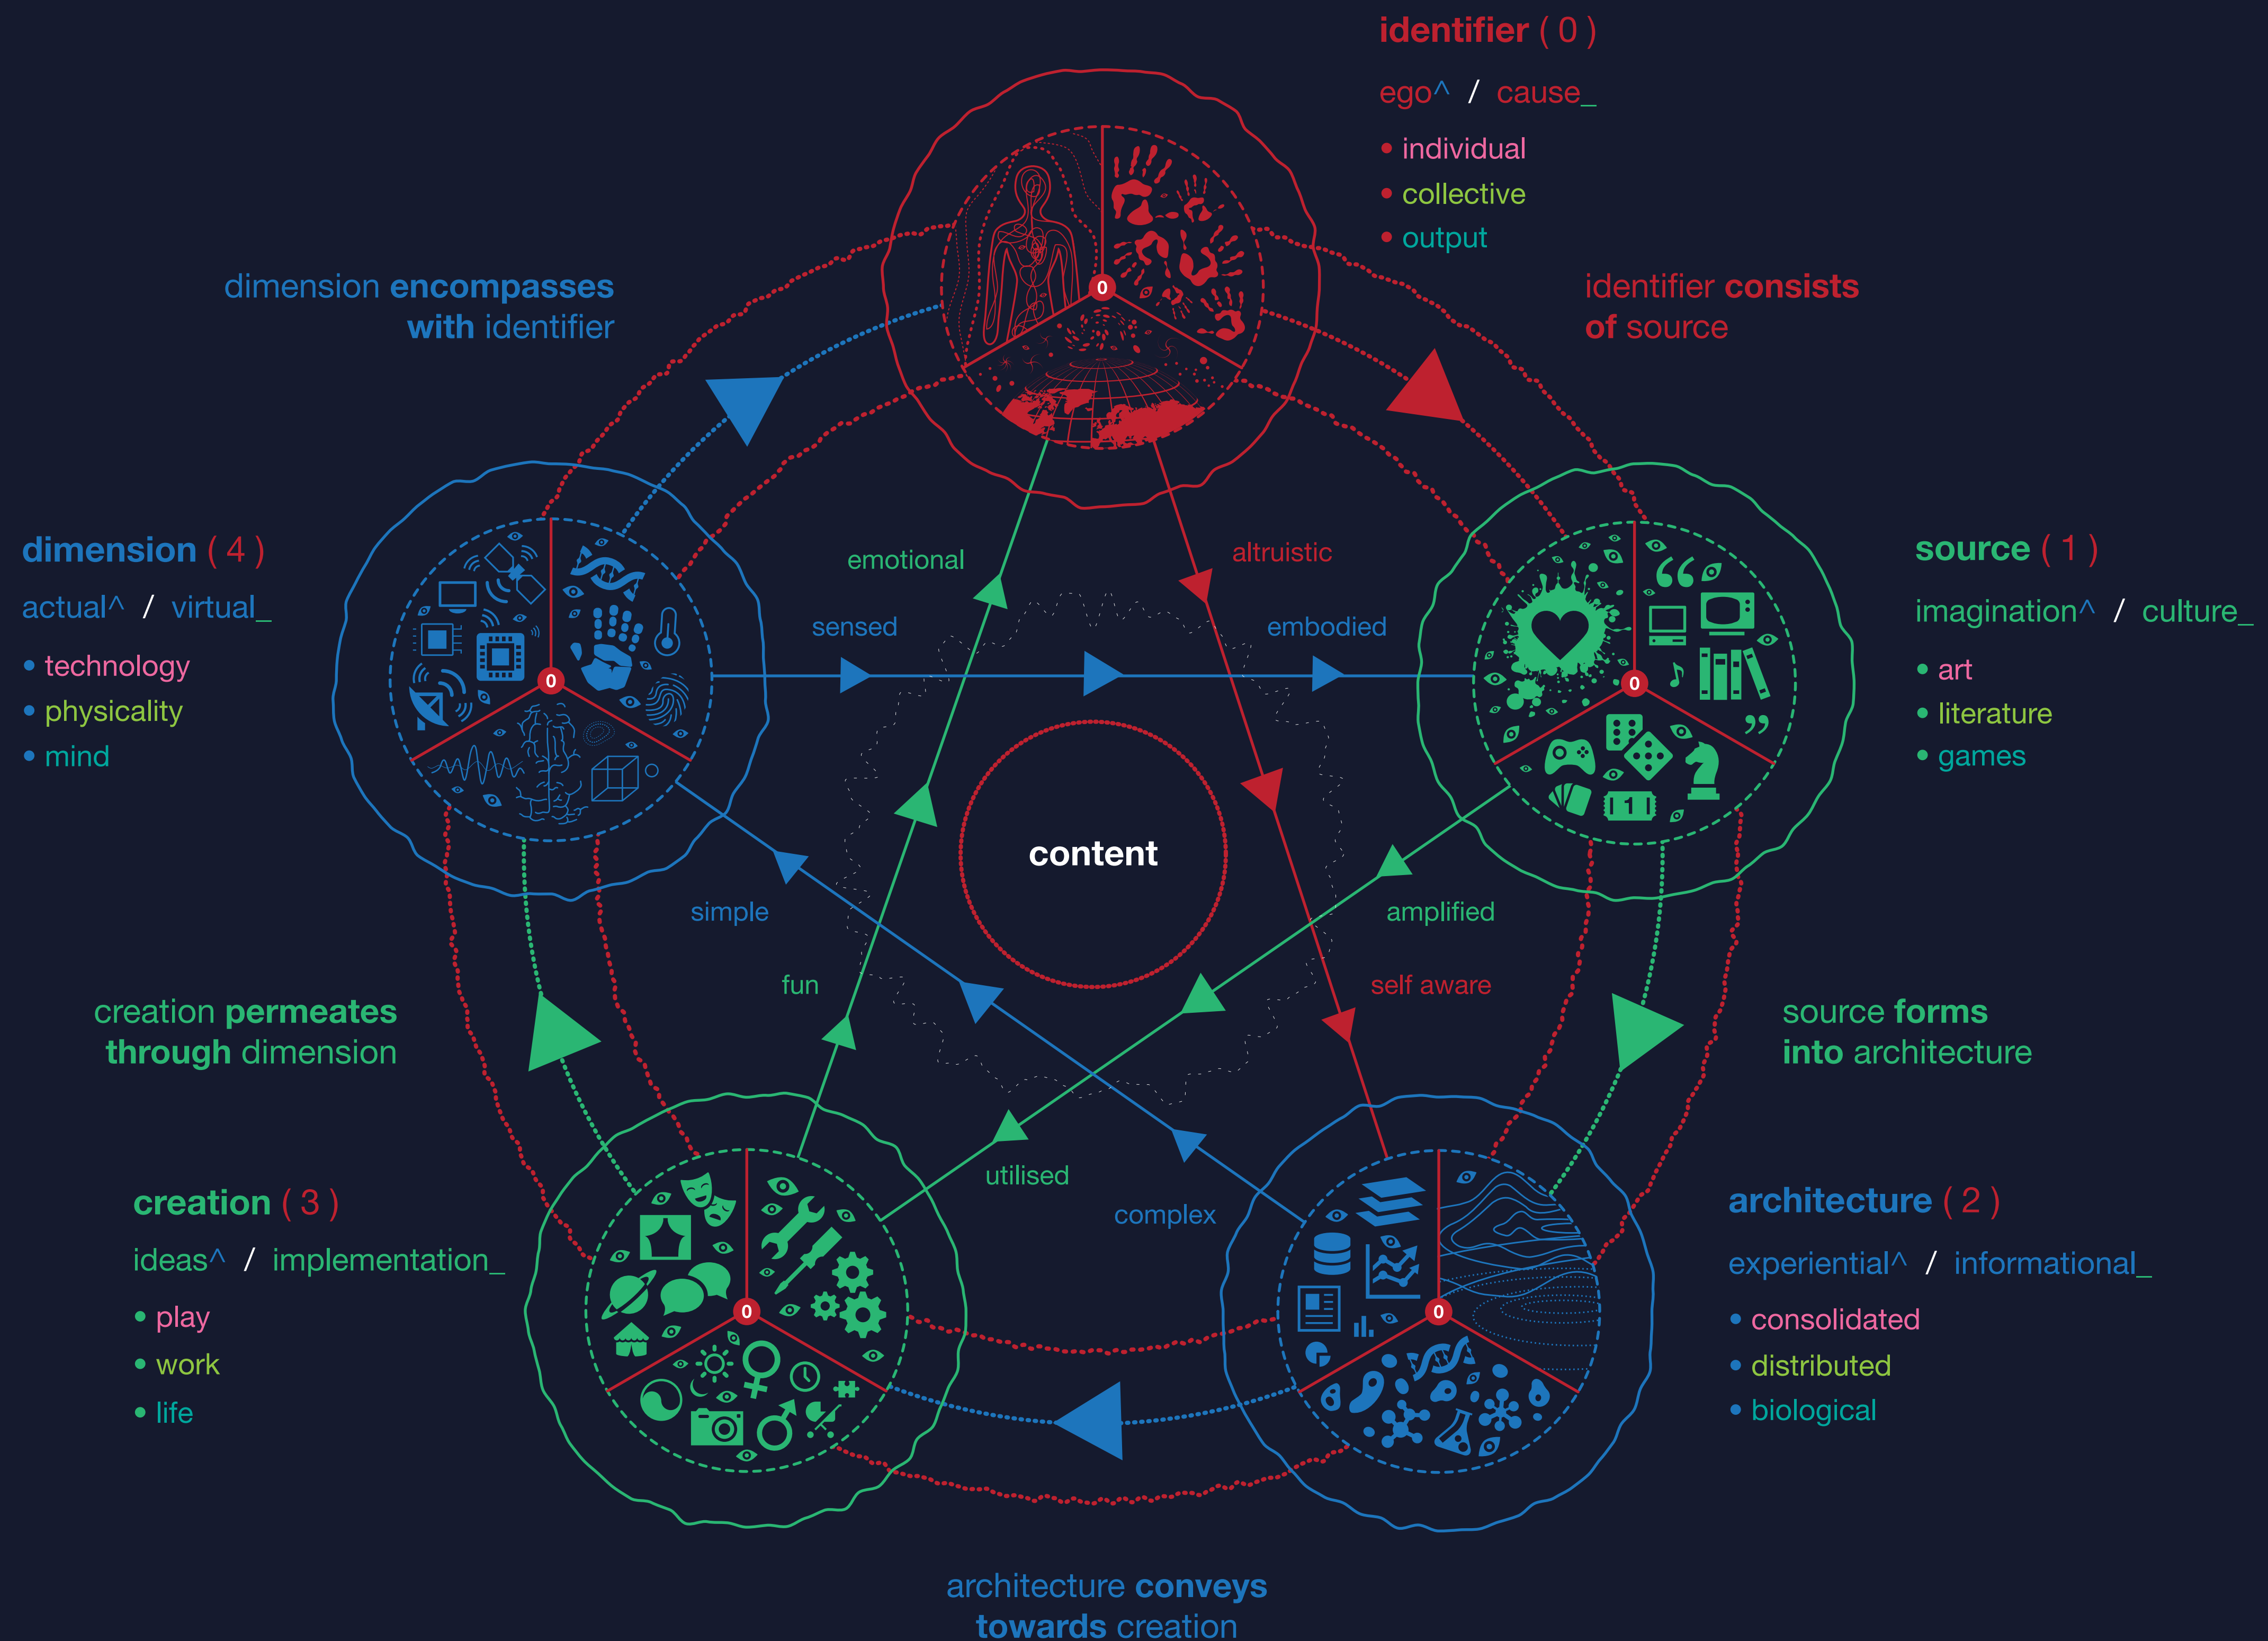 identifier ( 0 )
ego^ / cause_
• individual
• collective
• output
dimension encompasses
with identifier
identifier consists
of source
0
dimension ( 4 )
actual^ / virtual_
• technology
• physicality
• mind
0
emotional
altruistic
sensed
embodied
source ( 1 )
imagination^ / culture_
• art
• literature
• games
“
0
”
1
content
simple
amplified
fun
self aware
creation permeates
through dimension
source forms
into architecture
utilised
complex
creation ( 3 )
ideas^ / implementation_
• play
• work
• life
0
architecture ( 2 )
experiential^ / informational_
• consolidated
• distributed
• biological
0
architecture conveys
towards creation